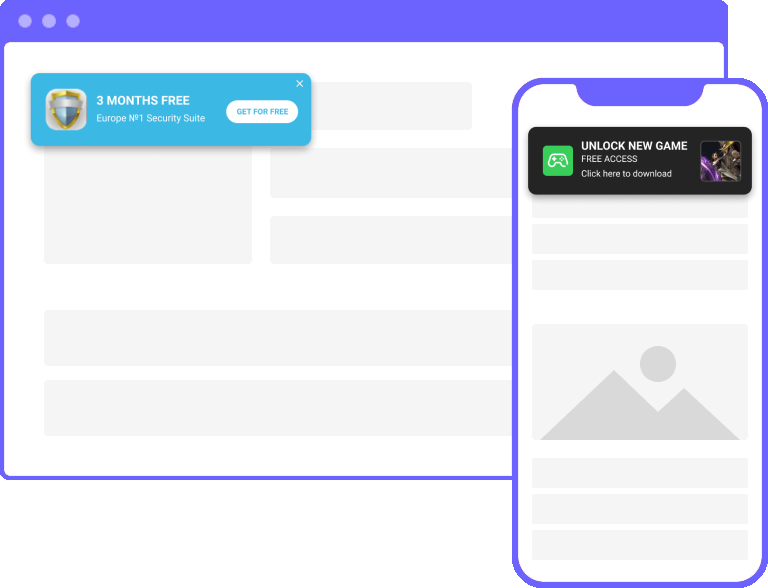 3 MONTHS FREE
Europe №1 Security Suite
GET FOR FREE
UNLOCK NEW GAME
FREE ACCESS
Click here to download